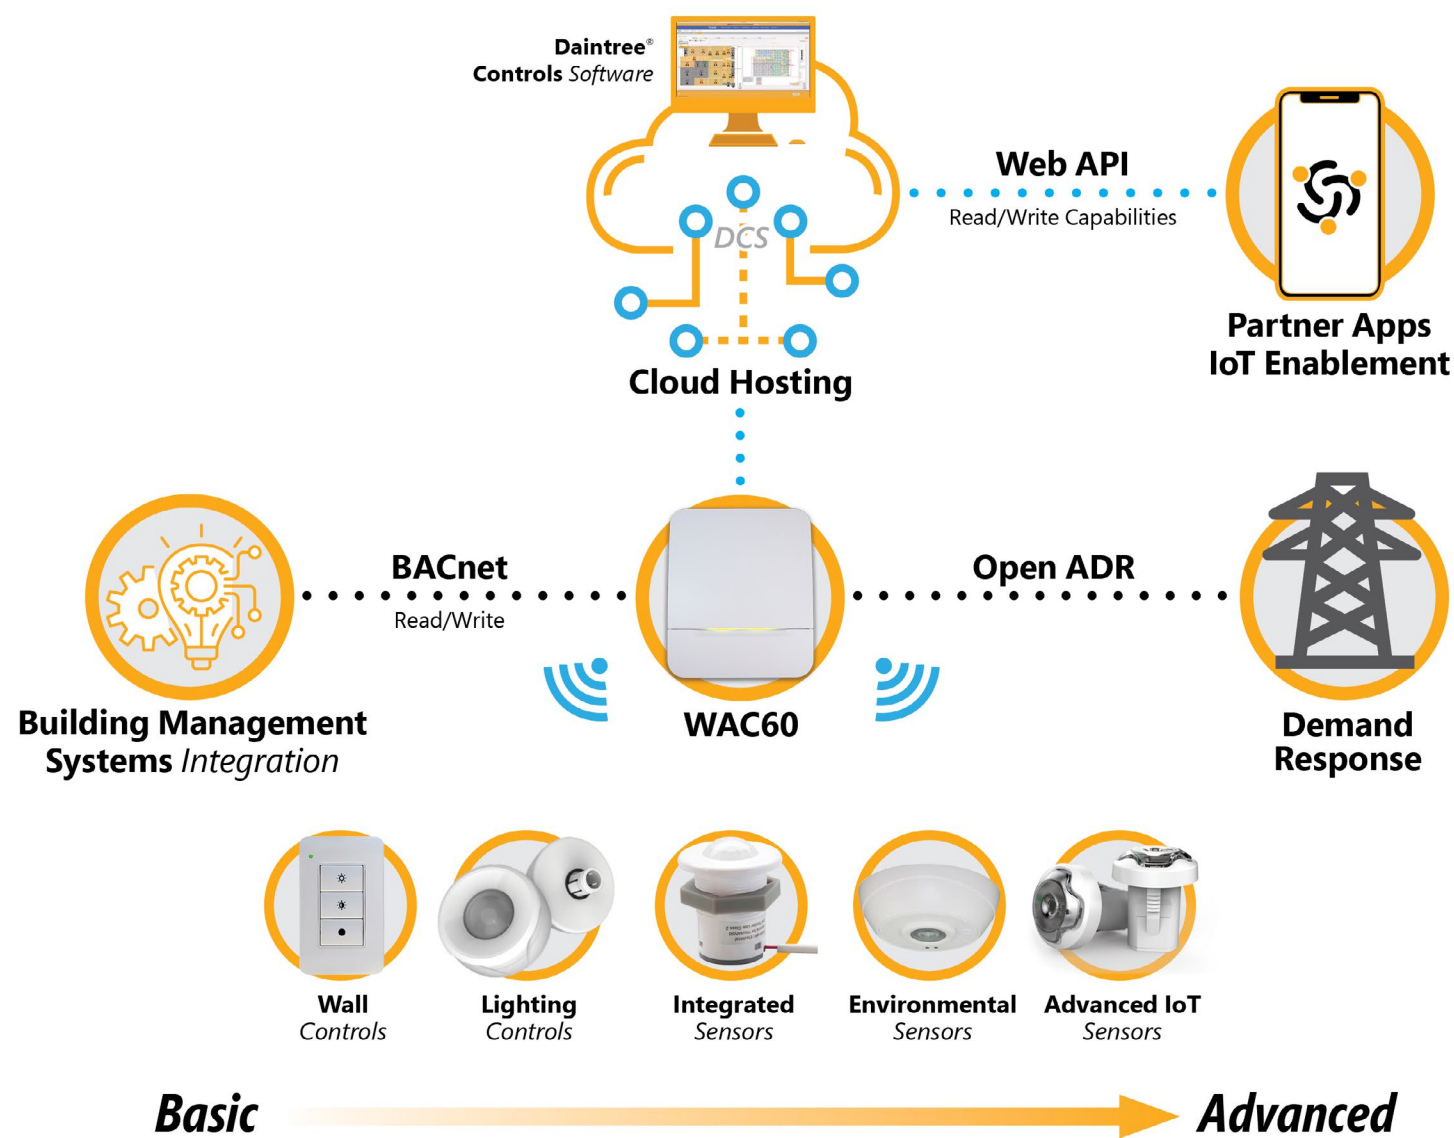 Daintree®
Controls Software
DCS
Cloud Hosting
Web API
Read/Write Capabilities
Partner Apps
IoT Enablement
BACnet
Read/Write
Open ADR
Building Management
Systems Integration
WAC60
Demand
Response
Wall
Controls
Lighting
Controls
Integrated
Sensors
Environmental
Sensors
Advanced IoT
Sensors
Basic
Advanced